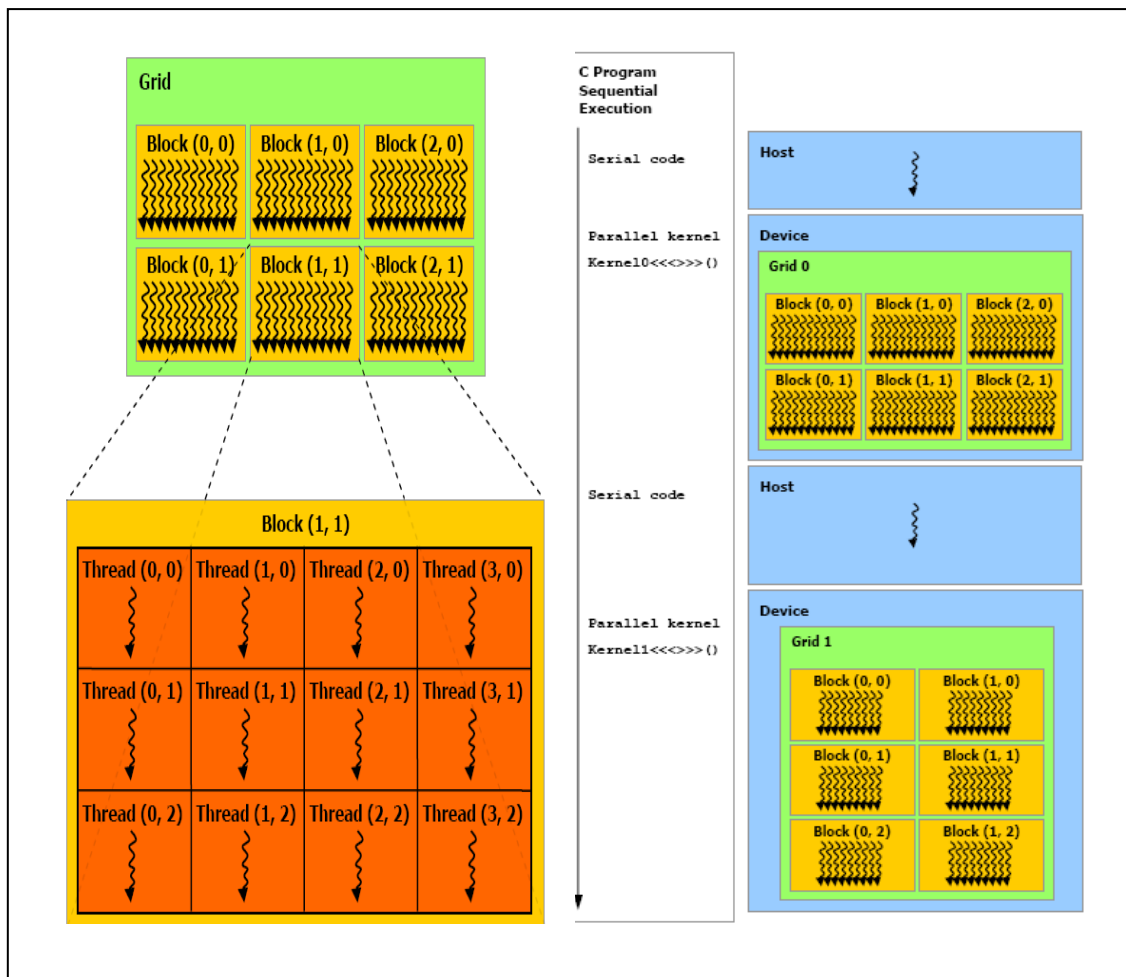 Grid
Block (0, 0) Block (1, 0) Block (2, 0)
Block (0, 1) Block (1, 1) Block (2, 1)
Block (1, 1)
Thread (0, 0) Thread (1, 0) Thread (2, 0) Thread (3, 0)
Thread (0, 1) Thread (1, 1) Thread (2, 1) Thread (3, 1)
Thread (0, 2) Thread (1, 2) Thread (2, 2) Thread (3, 2)
C Program
Sequential
Execution
Serial code
Parallel kernel
Kernel0<<<>>>()
Serial code
Parallel kernel
Kernel1<<<>>>()
Host
Device
Grid 0
Block (0, 0) Block (1, 0) Block (2, 0)
Block (0, 1) Block (1, 1) Block (2, 1)
Host
Device
Grid 1
Block (0, 0) Block (1, 0)
Block (0, 1) Block (1, 1)
Block (0, 2) Block (1, 2)